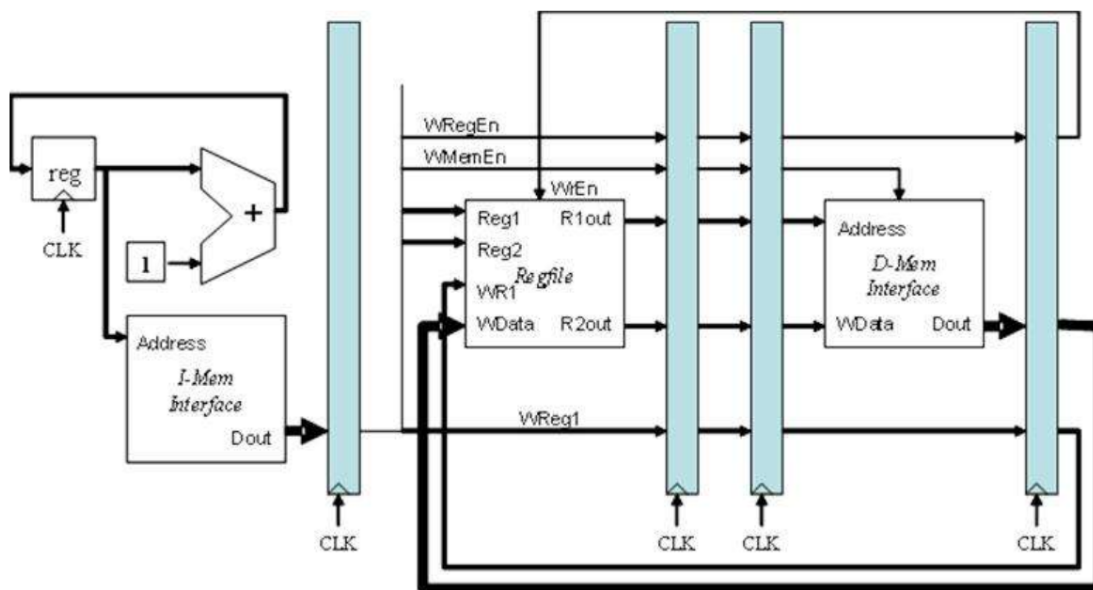 WRegEn
WMemEn
WrEn
reg
+
CLK
1
Reg1
Reg2
WR1
WData
Regfile
R1out
R2out
Address
D-Mem
Interface
WData
Dout
Address
I-Mem
Interface
Dout
WReg1
CLK
CLK
CLK
CLK